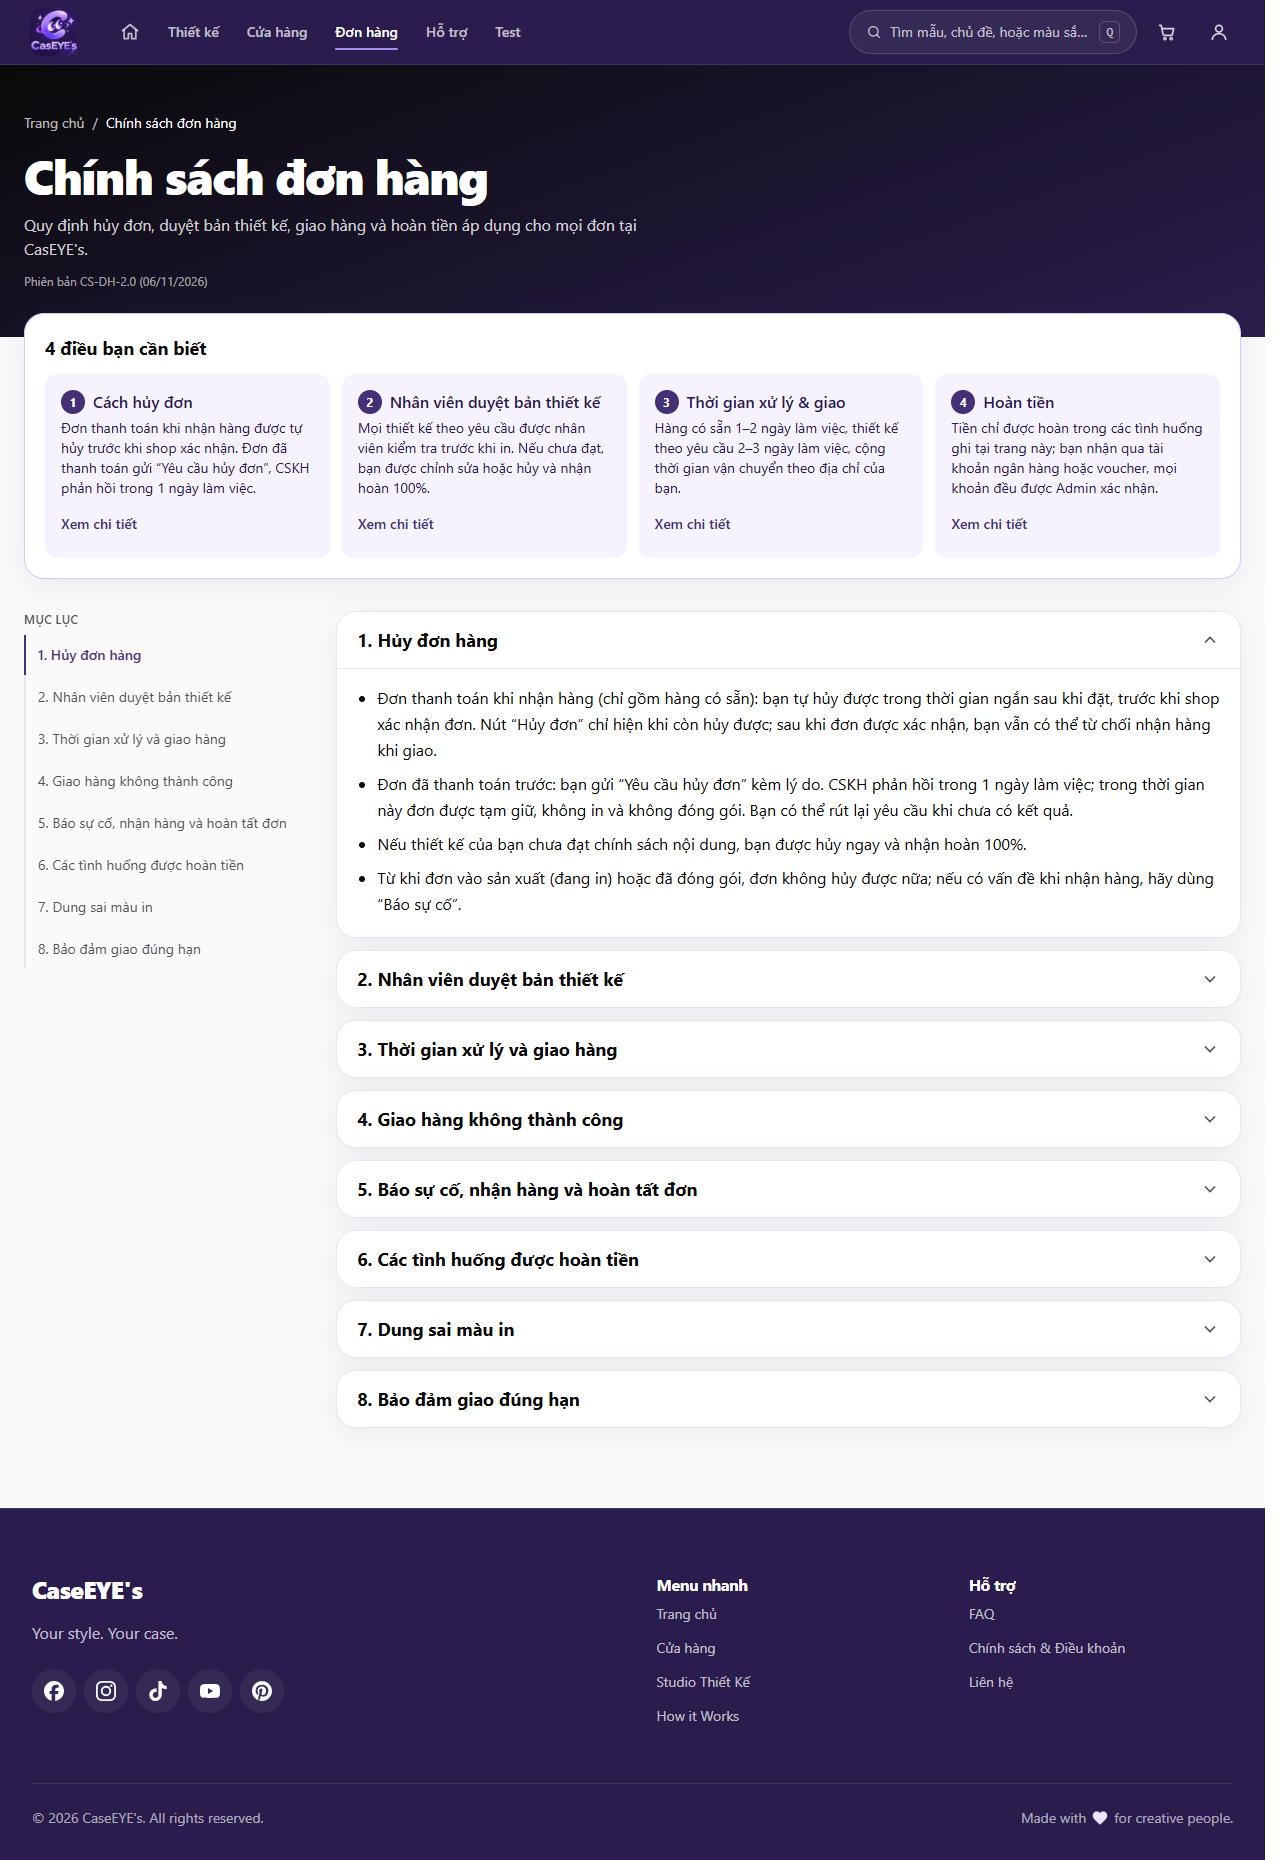 CasEYE's
Thiết kế
Cửa hàng
Đơn hàng
Hỗ trợ
Test
Tìm mẫu, chủ đề, hoặc màu sắ...
Q
Trang chủ / Chính sách đơn hàng
Chính sách đơn hàng
Quy định hủy đơn, duyệt bản thiết kế, giao hàng và hoàn tiền áp dụng cho mọi đơn tại
CasEYE's.
Phiên bản CS-DH-2.0 (06/11/2026)
4 điều bạn cần biết
1 Cách hủy đơn
Đơn thanh toán khi nhận hàng được tự
hủy trước khi shop xác nhận. Đơn đã
thanh toán gửi “Yêu cầu hủy đơn”, CSKH
phản hồi trong 1 ngày làm việc.
Xem chi tiết
2 Nhân viên duyệt bản thiết kế
Mọi thiết kế theo yêu cầu được nhân
viên kiểm tra trước khi in. Nếu chưa đạt,
bạn được chỉnh sửa hoặc hủy và nhận
hoàn 100%.
Xem chi tiết
3 Thời gian xử lý & giao
Hàng có sẵn 1–2 ngày làm việc, thiết kế
theo yêu cầu 2–3 ngày làm việc, cộng
thời gian vận chuyển theo địa chỉ của
bạn.
Xem chi tiết
4 Hoàn tiền
Tiền chỉ được hoàn trong các tình huống
ghi tại trang này; bạn nhận qua tài
khoản ngân hàng hoặc voucher, mọi
khoản đều được Admin xác nhận.
Xem chi tiết
MỤC LỤC
1. Hủy đơn hàng
2. Nhân viên duyệt bản thiết kế
3. Thời gian xử lý và giao hàng
4. Giao hàng không thành công
5. Báo sự cố, nhận hàng và hoàn tất đơn
6. Các tình huống được hoàn tiền
7. Dung sai màu in
8. Bảo đảm giao đúng hạn
1. Hủy đơn hàng
• Đơn thanh toán khi nhận hàng (chỉ gồm hàng có sẵn): bạn tự hủy được trong thời gian ngắn sau khi đặt, trước khi shop
xác nhận đơn. Nút “Hủy đơn” chỉ hiện khi còn hủy được; sau khi đơn được xác nhận, bạn vẫn có thể từ chối nhận hàng
khi giao.
• Đơn đã thanh toán trước: bạn gửi “Yêu cầu hủy đơn” kèm lý do. CSKH phản hồi trong 1 ngày làm việc; trong thời gian
này đơn được tạm giữ, không in và không đóng gói. Bạn có thể rút lại yêu cầu khi chưa có kết quả.
• Nếu thiết kế của bạn chưa đạt chính sách nội dung, bạn được hủy ngay và nhận hoàn 100%.
• Từ khi đơn vào sản xuất (đang in) hoặc đã đóng gói, đơn không hủy được nữa; nếu có vấn đề khi nhận hàng, hãy dùng
“Báo sự cố”.
2. Nhân viên duyệt bản thiết kế
3. Thời gian xử lý và giao hàng
4. Giao hàng không thành công
5. Báo sự cố, nhận hàng và hoàn tất đơn
6. Các tình huống được hoàn tiền
7. Dung sai màu in
8. Bảo đảm giao đúng hạn
CaseEYE's
Your style. Your case.
Menu nhanh
Trang chủ
Cửa hàng
Studio Thiết Kế
How it Works
Hỗ trợ
FAQ
Chính sách & Điều khoản
Liên hệ
© 2026 CaseEYE's. All rights reserved.
Made with 🤍 for creative people.